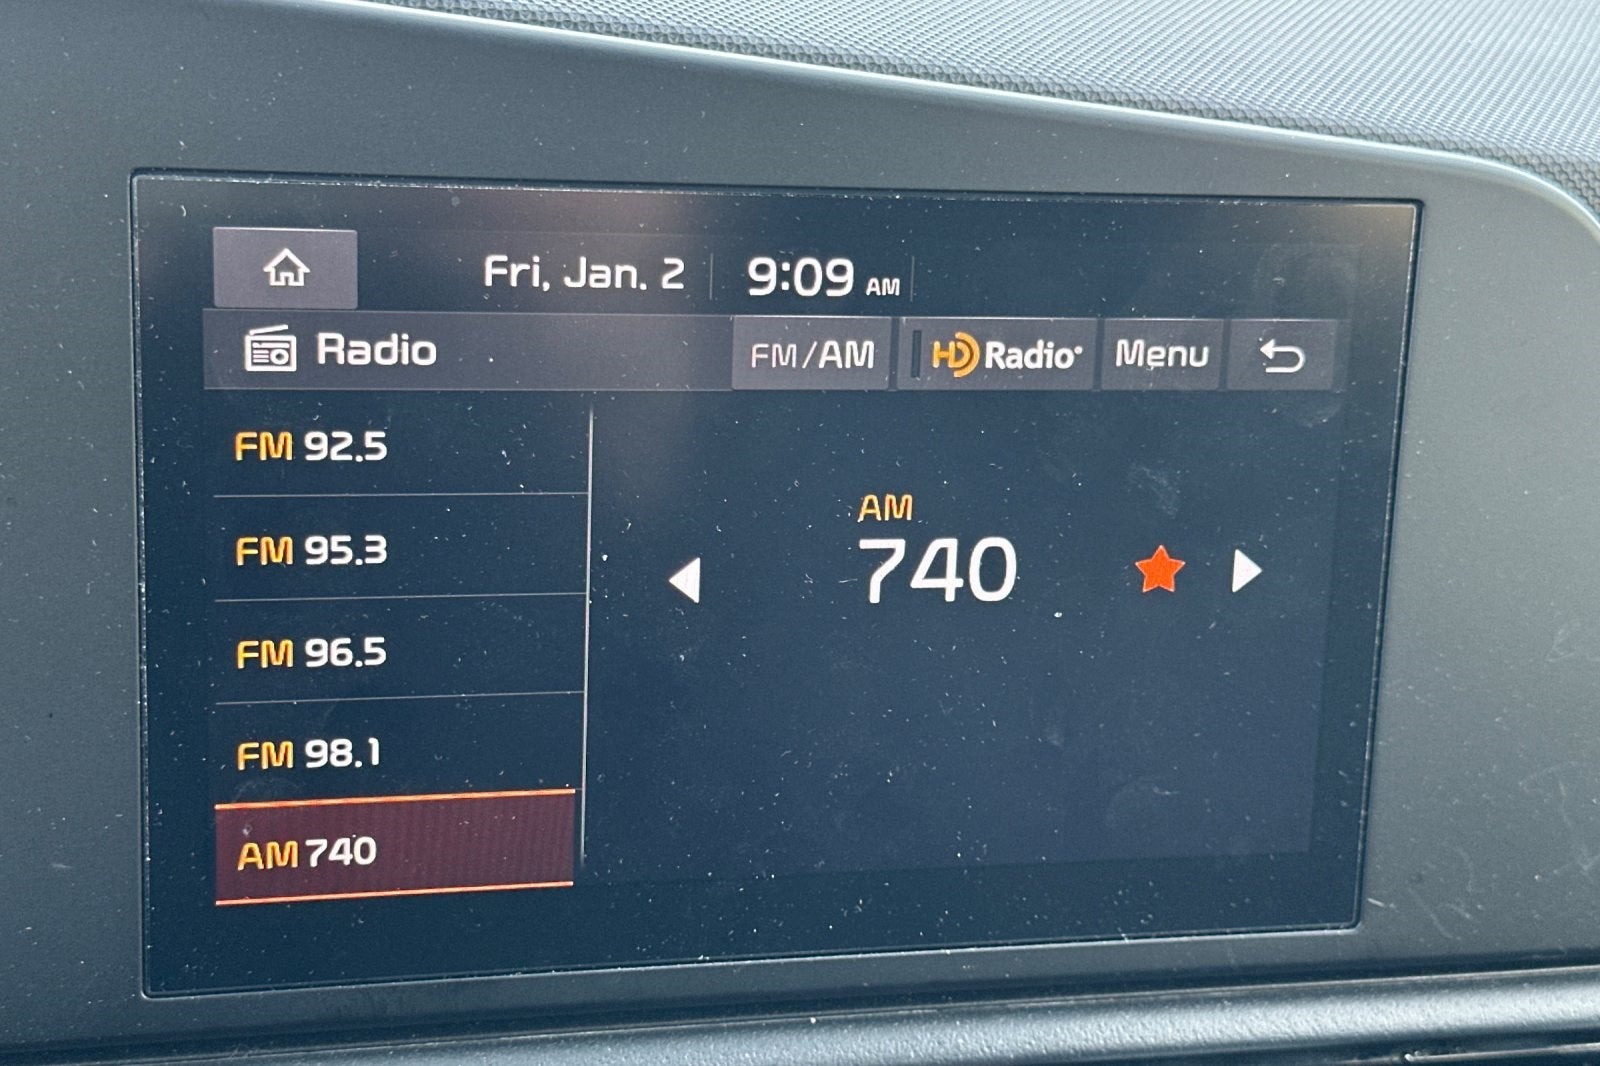 Fri, Jan. 2 9:09 AM
Radio FM/AM HD Radio Menu
FM 92.5
FM 95.3
FM 96.5
FM 98.1
AM 740
AM
740